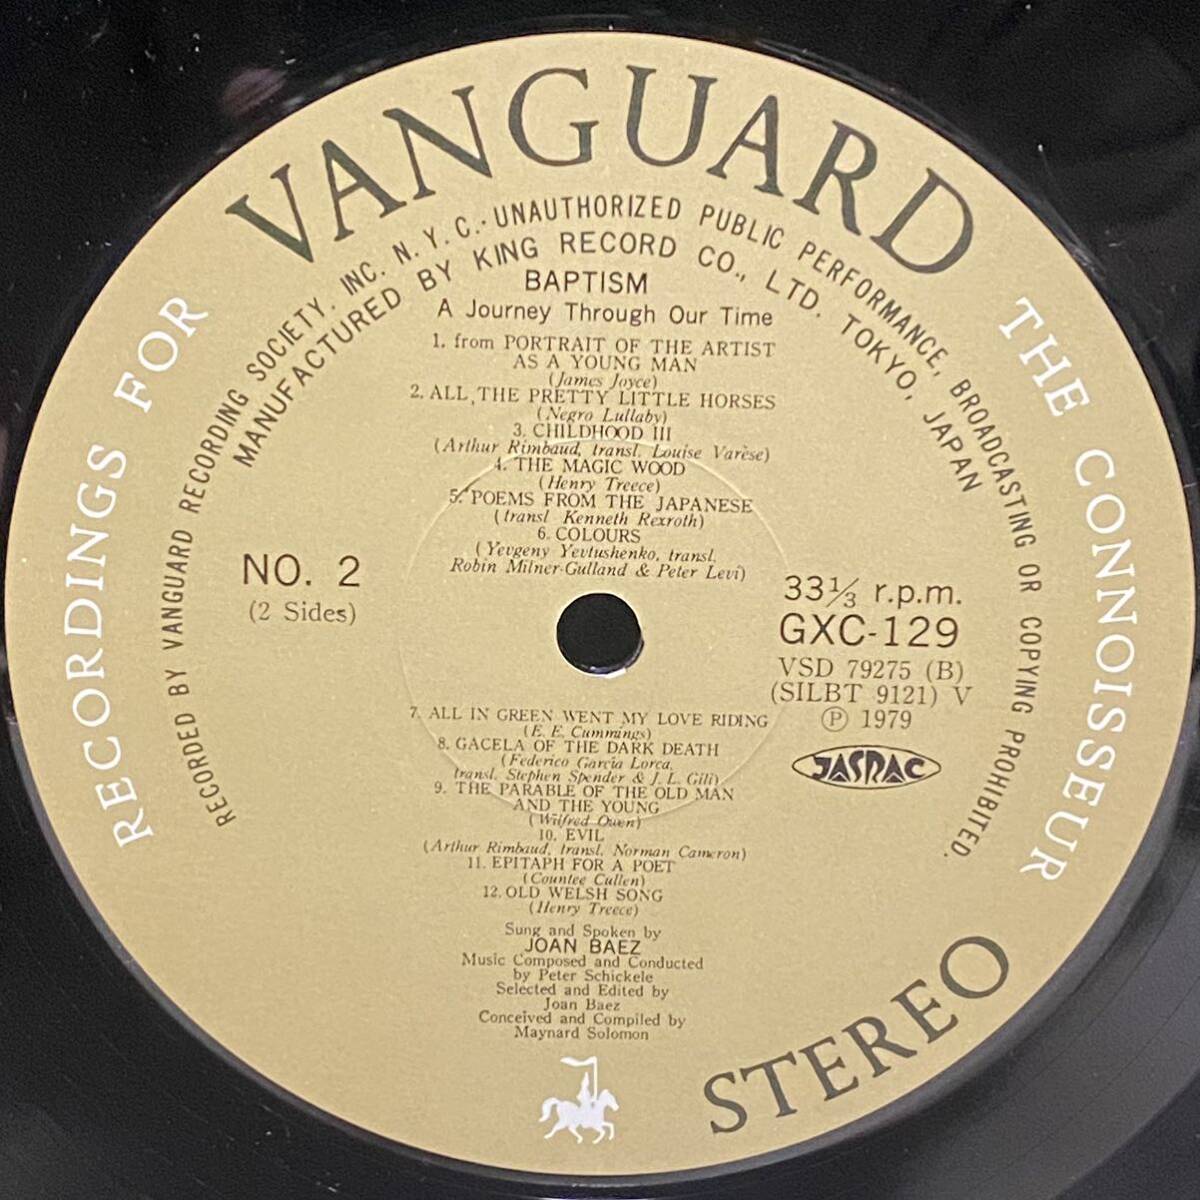 VANGUARD
RECORDINGS FOR
THE CONNOISSEUR
RECORDED BY VANGUARD RECORDING SOCIETY, INC. N.Y.C.·UNAUTHORIZED PUBLIC PERFORMANCE, BROADCASTING OR COPYING PROHIBITED.
MANUFACTURED BY KING RECORD CO., LTD. TOKYO, JAPAN
BAPTISM
A Journey Through Our Time
1. from PORTRAIT OF THE ARTIST
AS A YOUNG MAN
(James Joyce)
2. ALL THE PRETTY LITTLE HORSES
(Negro Lullaby)
3. CHILDHOOD III
(Arthur Rimbaud, transl. Louise Varèse)
4. THE MAGIC WOOD
(Henry Treece)
5. POEMS FROM THE JAPANESE
(transl Kenneth Rexroth)
6. COLOURS
(Yevgeny Yevtushenko, transl.
Robin Milner-Gulland & Peter Levi)
NO. 2
(2 Sides)
33⅓ r.p.m.
GXC-129
VSD 79275 (B)
(SILBT 9121) V
Ⓟ 1979
JASRAC
7. ALL IN GREEN WENT MY LOVE RIDING
(E. E. Cummings)
8. GACELA OF THE DARK DEATH
(Federico Garcia Lorca,
transl. Stephen Spender & J. L. Gili)
9. THE PARABLE OF THE OLD MAN
AND THE YOUNG
(Wilfred Owen)
10. EVIL
(Arthur Rimbaud, transl. Norman Cameron)
11. EPITAPH FOR A POET
(Countee Cullen)
12. OLD WELSH SONG
(Henry Treece)
Sung and Spoken by
JOAN BAEZ
Music Composed and Conducted
by Peter Schickele
Selected and Edited by
Joan Baez
Conceived and Compiled by
Maynard Solomon
STEREO